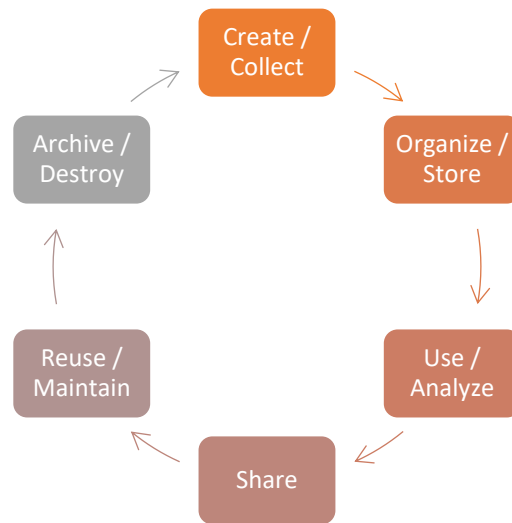 Create /
Collect
Organize /
Store
Use /
Analyze
Share
Reuse /
Maintain
Archive /
Destroy